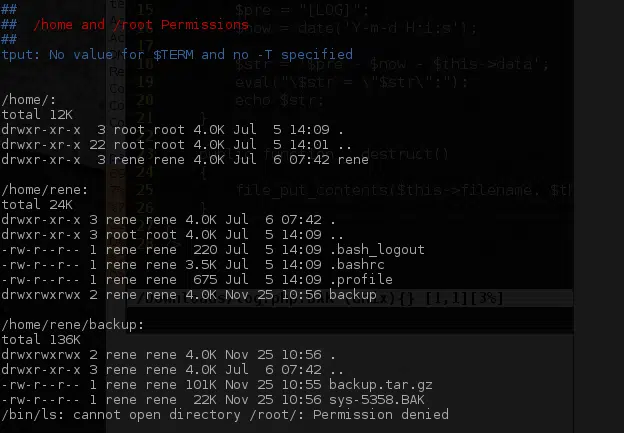 ##
## /home and /root Permissions
##
tput: No value for $TERM and no -T specified
/home/:
total 12K
drwxr-xr-x  3 root root 4.0K Jul  5 14:09 .
drwxr-xr-x 22 root root 4.0K Jul  5 14:01 ..
drwxr-xr-x  3 rene rene 4.0K Jul  6 07:42 rene
/home/rene:
total 24K
drwxr-xr-x 3 rene rene 4.0K Jul  6 07:42 .
drwxr-xr-x 3 root root 4.0K Jul  5 14:09 ..
-rw-r--r-- 1 rene rene  220 Jul  5 14:09 .bash_logout
-rw-r--r-- 1 rene rene 3.5K Jul  5 14:09 .bashrc
-rw-r--r-- 1 rene rene  675 Jul  5 14:09 .profile
drwxrwxrwx 2 rene rene 4.0K Nov 25 10:56 backup
/home/rene/backup:
total 136K
drwxrwxrwx 2 rene rene 4.0K Nov 25 10:56 .
drwxr-xr-x 3 rene rene 4.0K Jul  6 07:42 ..
-rw-r--r-- 1 rene rene 101K Nov 25 10:55 backup.tar.gz
-rw-r--r-- 1 rene rene  22K Nov 25 10:56 sys-5358.BAK
/bin/ls: cannot open directory /root/: Permission denied
15 $pre = "[LOG]";
$now = date('Y-m-d H:i:s');
18 $str = '$pre - $now - $this->data';
19 eval("\$str = \"$str\";");
20 echo $str;
21 }
destruct()
{
25 file_put_contents($this->filename, $th
26 }
[1,1][3%]